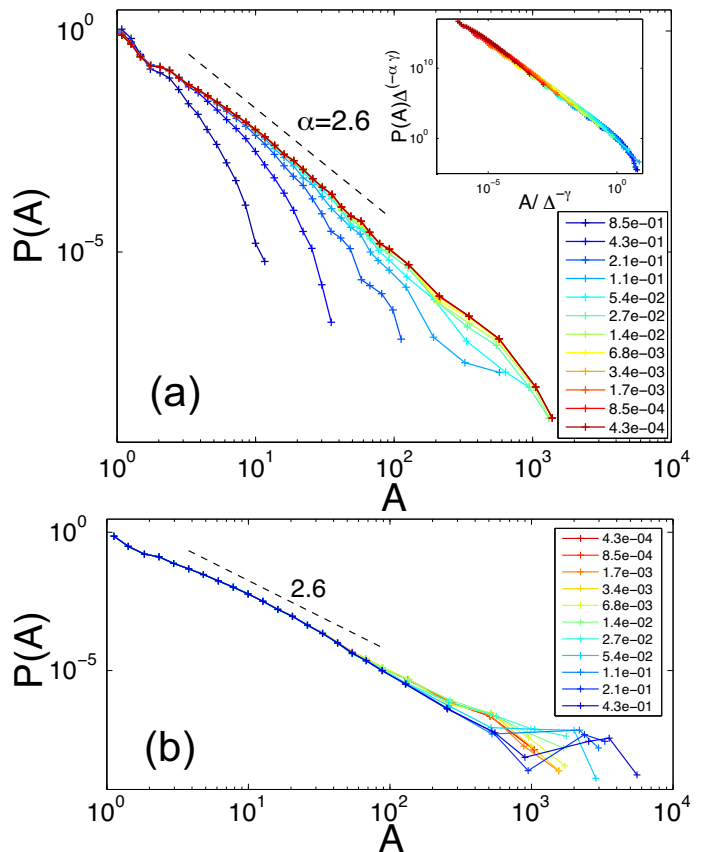 P(A)
10^0
10^-5
α=2.6
(a)
10^0 10^1 10^2 10^3 10^4
A
P(A)Δ^(-α γ)
10^10
10^0
10^-5 10^0
A/ Δ^-γ
8.5e-01
4.3e-01
2.1e-01
1.1e-01
5.4e-02
2.7e-02
1.4e-02
6.8e-03
3.4e-03
1.7e-03
8.5e-04
4.3e-04
P(A)
10^0
10^-5
2.6
(b)
10^0 10^1 10^2 10^3 10^4
A
4.3e-04
8.5e-04
1.7e-03
3.4e-03
6.8e-03
1.4e-02
2.7e-02
5.4e-02
1.1e-01
2.1e-01
4.3e-01